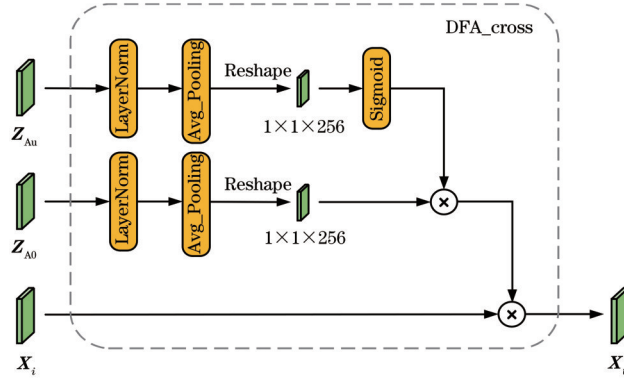 DFA_cross
LayerNorm
Avg_Pooling
Reshape
1×1×256
Sigmoid
Z_Au
LayerNorm
Avg_Pooling
Reshape
1×1×256
Z_A0
×
×
X_i